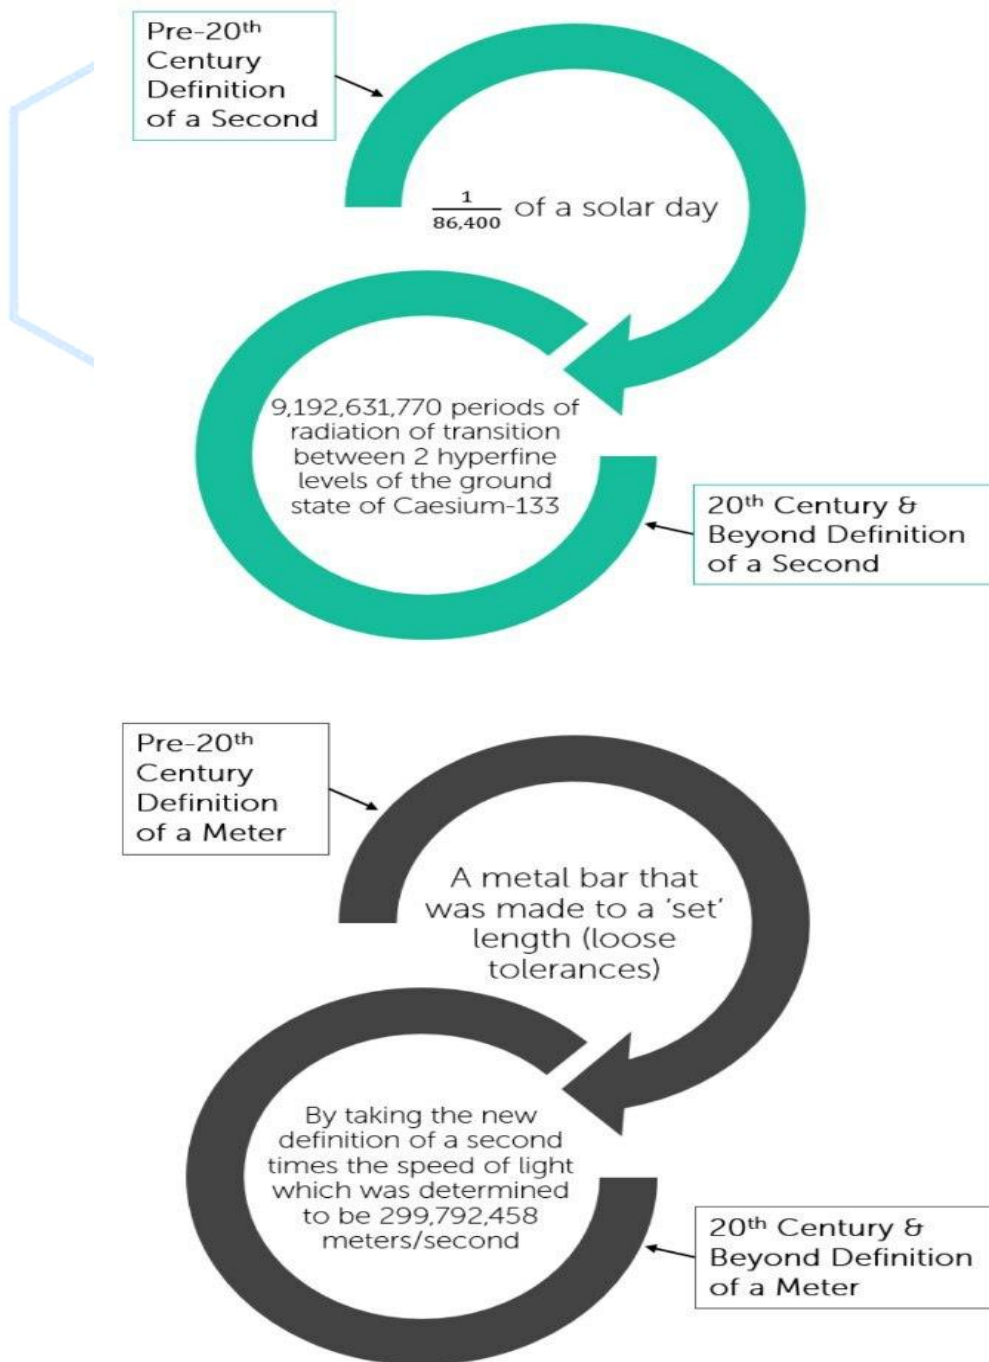 Pre-20th
Century
Definition
of a Second
1
86,400 of a solar day
9,192,631,770 periods of
radiation of transition
between 2 hyperfine
levels of the ground
state of Caesium-133
20th Century &
Beyond Definition
of a Second
Pre-20th
Century
Definition
of a Meter
A metal bar that
was made to a ‘set’
length (loose
tolerances)
By taking the new
definition of a second
times the speed of light
which was determined
to be 299,792,458
meters/second
20th Century &
Beyond Definition
of a Meter